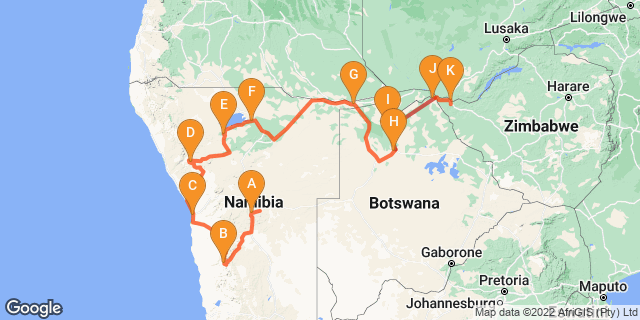 Lusaka
Lilongwe
Harare
Zimbabwe
Namibia
Botswana
Gaborone
Pretoria
Johannesburg
Maputo
A
B
C
D
E
F
G
H
I
J
K
Google
Map data ©2022 AfriGIS (Pty) Ltd